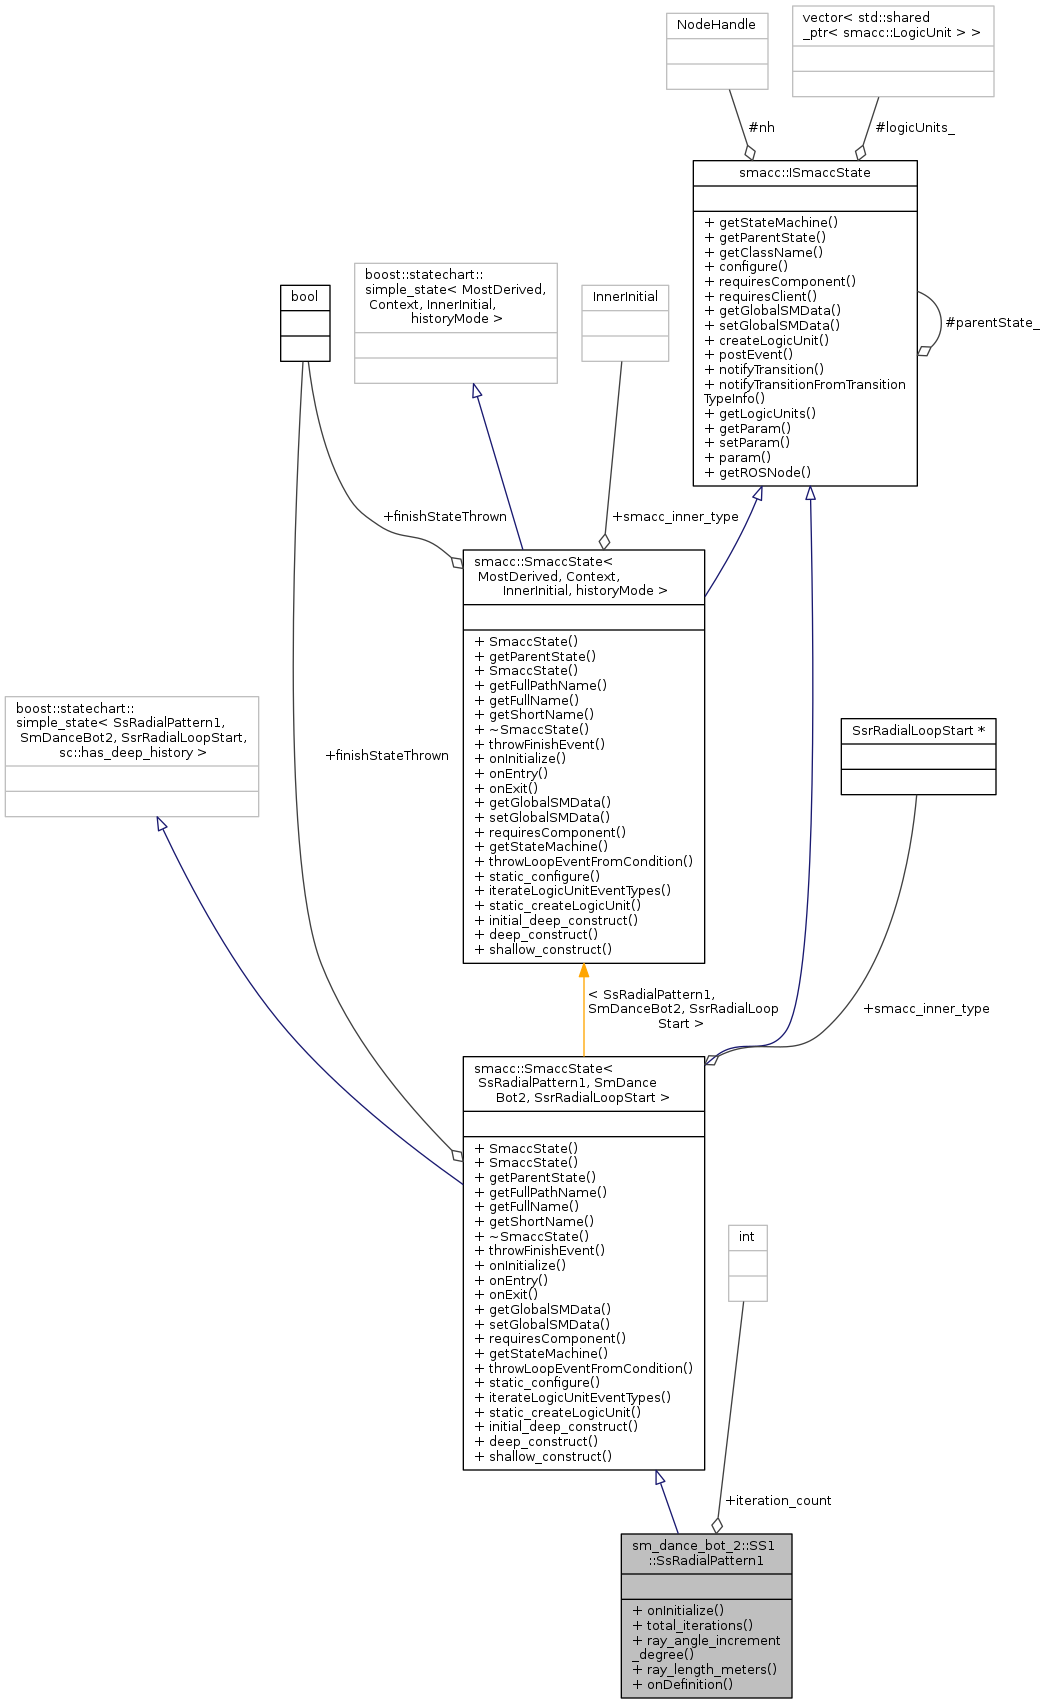 NodeHandle
vector< std::shared
_ptr< smacc::LogicUnit > >
#nh
#logicUnits_
smacc::ISmaccState
+ getStateMachine()
+ getParentState()
+ getClassName()
+ configure()
+ requiresComponent()
+ requiresClient()
+ getGlobalSMData()
+ setGlobalSMData()
+ createLogicUnit()
+ postEvent()
+ notifyTransition()
+ notifyTransitionFromTransition
TypeInfo()
+ getLogicUnits()
+ getParam()
+ setParam()
+ param()
+ getROSNode()
#parentState_
bool
boost::statechart::
simple_state< MostDerived,
Context, InnerInitial,
historyMode >
InnerInitial
+finishStateThrown
+smacc_inner_type
smacc::SmaccState<
MostDerived, Context,
InnerInitial, historyMode >
+ SmaccState()
+ getParentState()
+ SmaccState()
+ getFullPathName()
+ getFullName()
+ getShortName()
+ ~SmaccState()
+ throwFinishEvent()
+ onInitialize()
+ onEntry()
+ onExit()
+ getGlobalSMData()
+ setGlobalSMData()
+ requiresComponent()
+ getStateMachine()
+ throwLoopEventFromCondition()
+ static_configure()
+ iterateLogicUnitEventTypes()
+ static_createLogicUnit()
+ initial_deep_construct()
+ deep_construct()
+ shallow_construct()
boost::statechart::
simple_state< SsRadialPattern1,
SmDanceBot2, SsrRadialLoopStart,
sc::has_deep_history >
+finishStateThrown
SsrRadialLoopStart *
< SsRadialPattern1,
SmDanceBot2, SsrRadialLoop
Start >
+smacc_inner_type
smacc::SmaccState<
SsRadialPattern1, SmDance
Bot2, SsrRadialLoopStart >
+ SmaccState()
+ SmaccState()
+ getParentState()
+ getFullPathName()
+ getFullName()
+ getShortName()
+ ~SmaccState()
+ throwFinishEvent()
+ onInitialize()
+ onEntry()
+ onExit()
+ getGlobalSMData()
+ setGlobalSMData()
+ requiresComponent()
+ getStateMachine()
+ throwLoopEventFromCondition()
+ static_configure()
+ iterateLogicUnitEventTypes()
+ static_createLogicUnit()
+ initial_deep_construct()
+ deep_construct()
+ shallow_construct()
int
+iteration_count
sm_dance_bot_2::SS1
::SsRadialPattern1
+ onInitialize()
+ total_iterations()
+ ray_angle_increment
_degree()
+ ray_length_meters()
+ onDefinition()